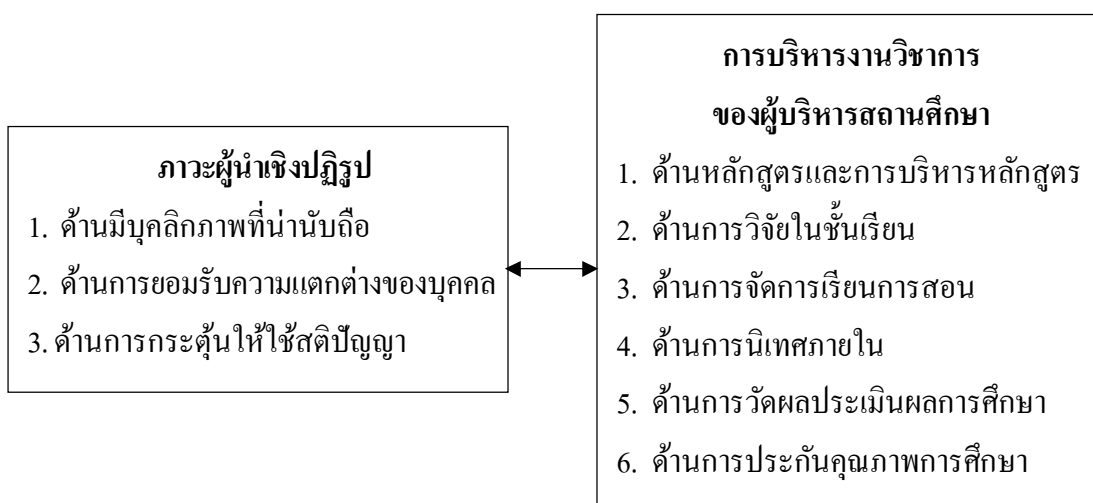 ภาวะผู้นำเชิงปฏิรูป
1. ด้านมีบุคลิกภาพที่น่านับถือ
2. ด้านการยอมรับความแตกต่างของบุคคล
3. ด้านการกระตุ้นให้ใช้สติปัญญา
การบริหารงานวิชาการ
ของผู้บริหารสถานศึกษา
1. ด้านหลักสูตรและการบริหารหลักสูตร
2. ด้านการวิจัยในชั้นเรียน
3. ด้านการจัดการเรียนการสอน
4. ด้านการนิเทศภายใน
5. ด้านการวัดผลประเมินผลการศึกษา
6. ด้านการประกันคุณภาพการศึกษา